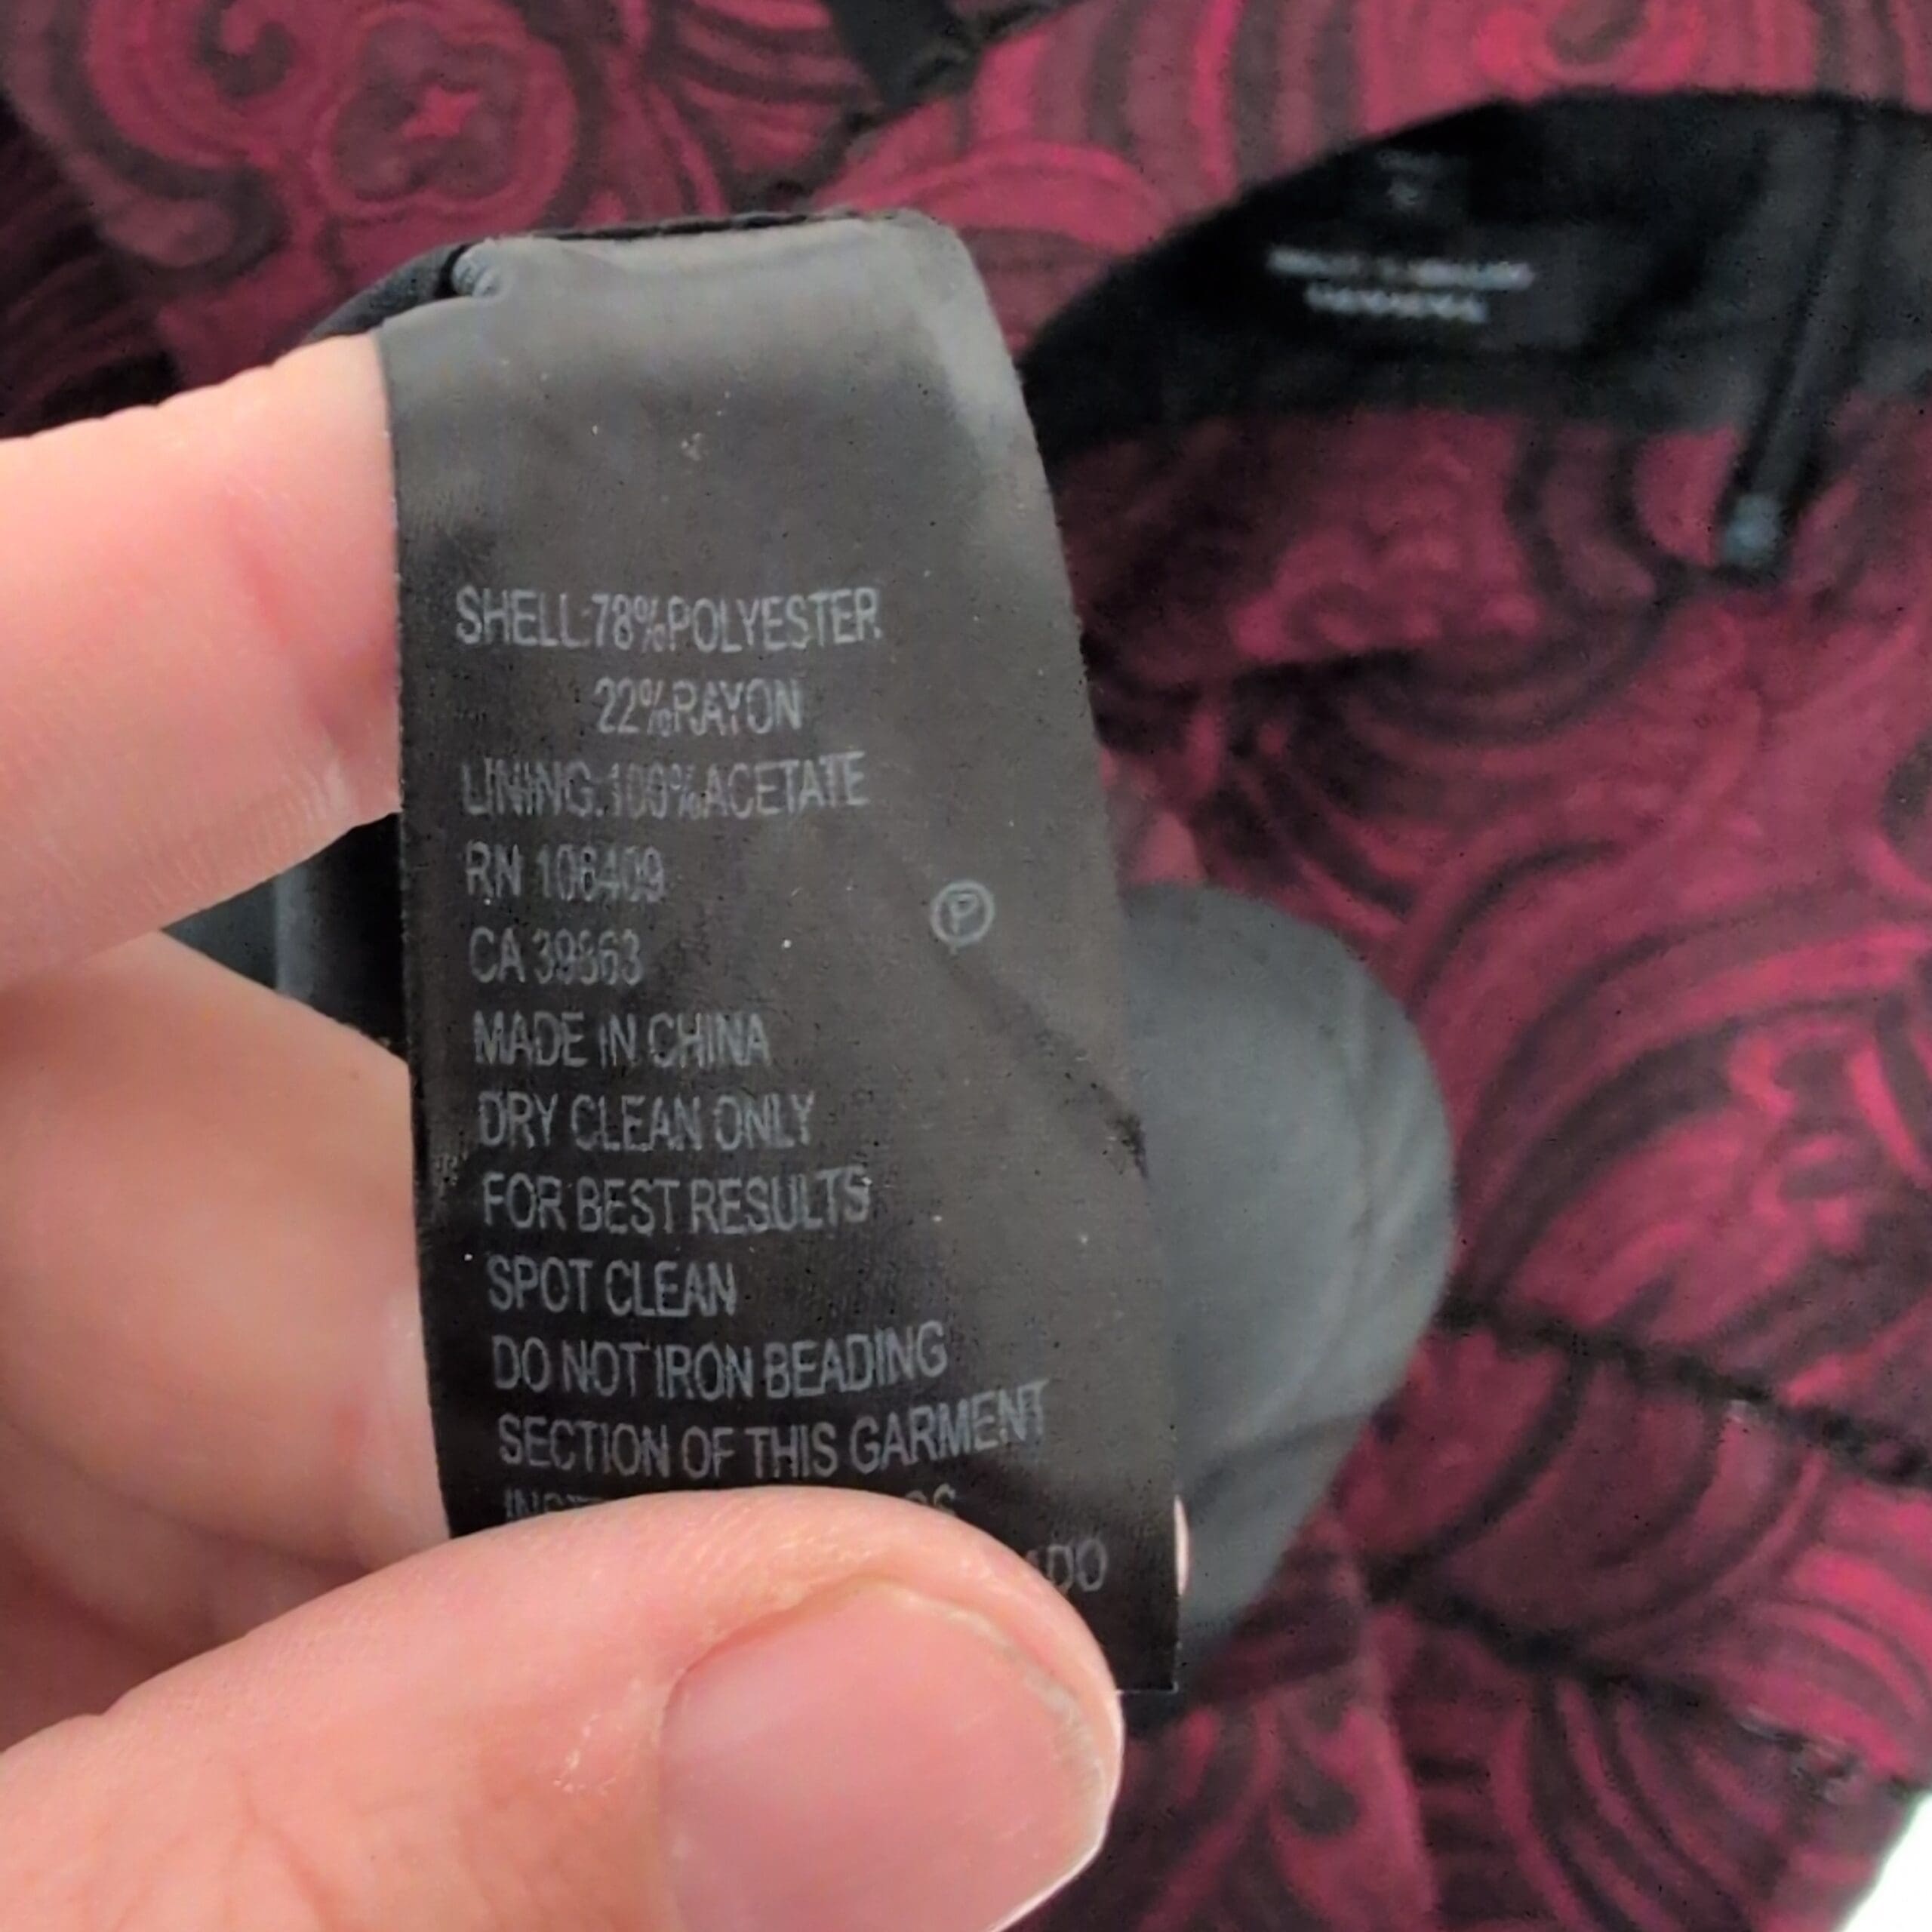 SHELL:78%POLYESTER
22%RAYON
LINING:100%ACETATE
RN 106409
CA 39863
MADE IN CHINA
DRY CLEAN ONLY
FOR BEST RESULTS
SPOT CLEAN
DO NOT IRON BEADING
SECTION OF THIS GARMENT
P